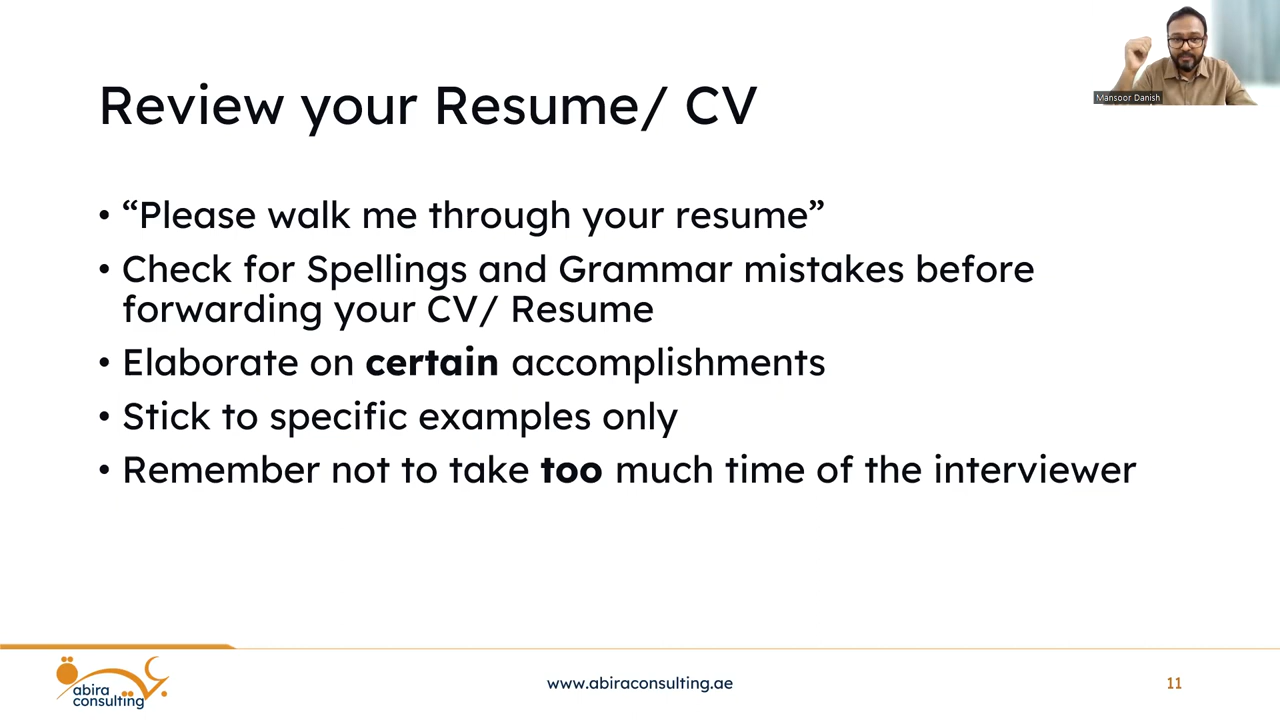 Mansoor Danish
Review your Resume/ CV
• “Please walk me through your resume”
• Check for Spellings and Grammar mistakes before
forwarding your CV/ Resume
• Elaborate on certain accomplishments
• Stick to specific examples only
• Remember not to take too much time of the interviewer
abira
consulting
www.abiraconsulting.ae
11